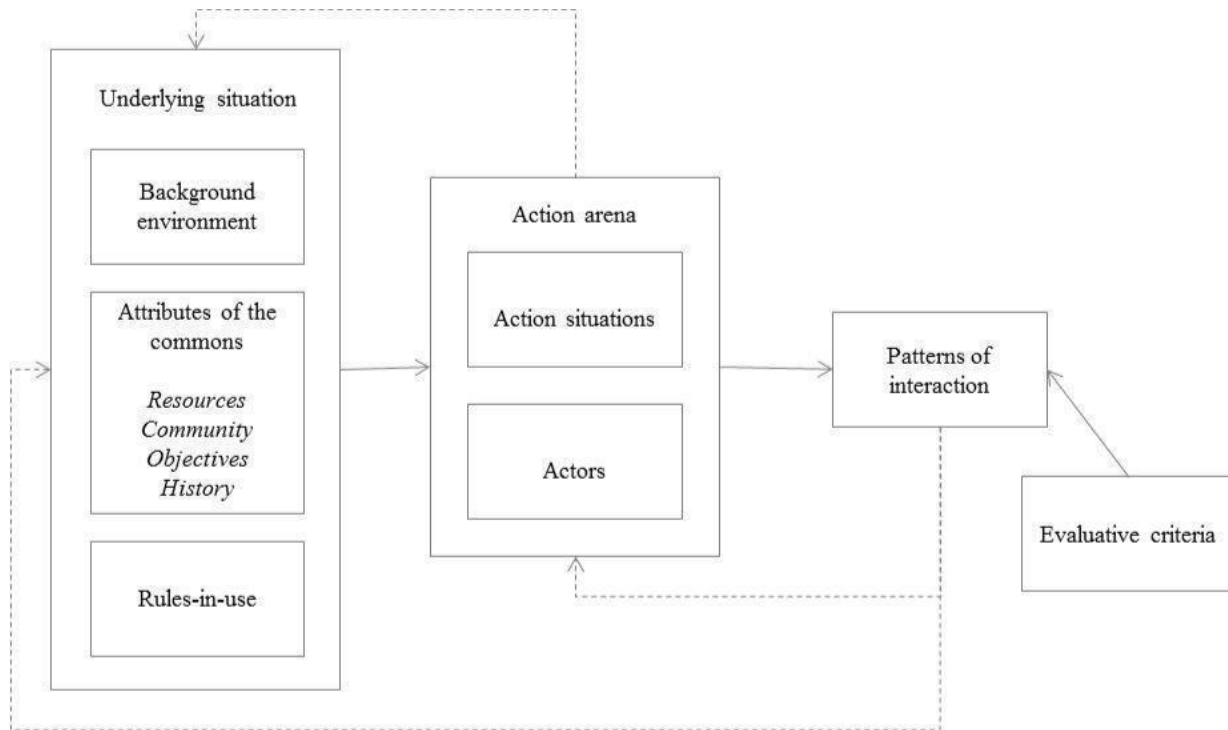 Underlying situation
Background
environment
Attributes of the
commons
Resources
Community
Objectives
History
Rules-in-use
Action arena
Action situations
Actors
Patterns of
interaction
Evaluative criteria